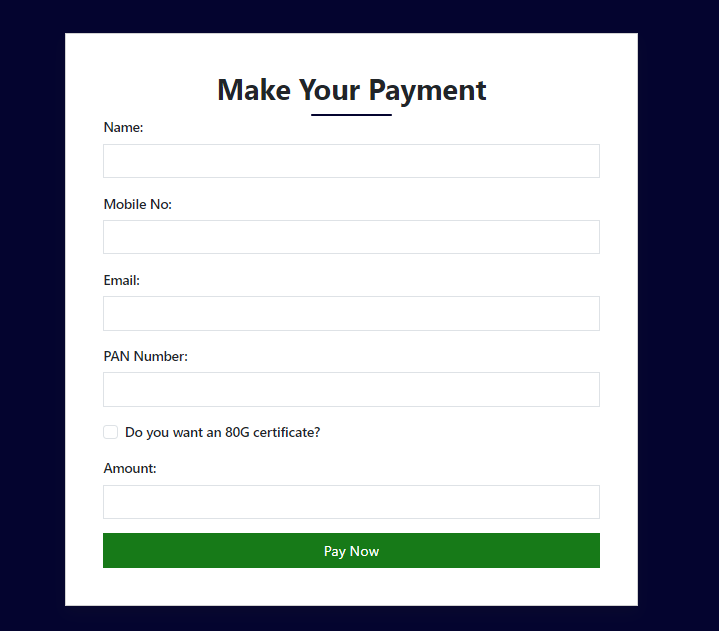 Make Your Payment
Name:
Mobile No:
Email:
PAN Number:
Do you want an 80G certificate?
Amount:
Pay Now